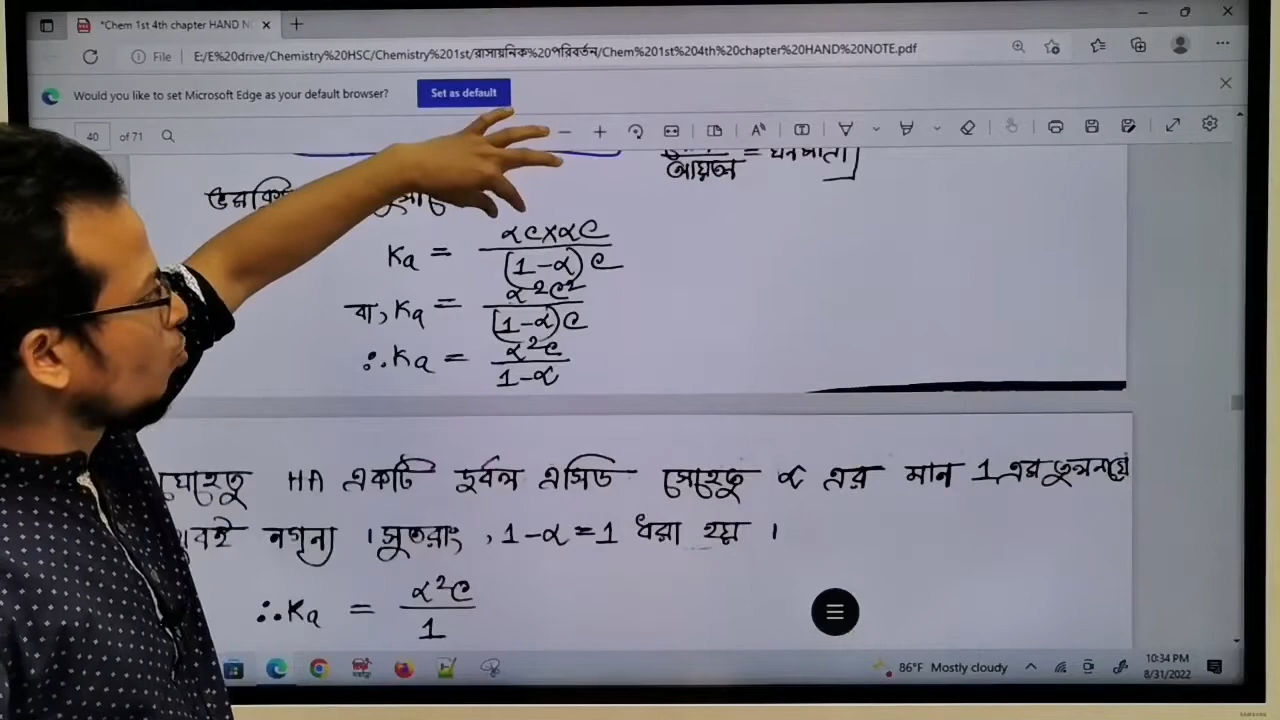 *Chem 1st 4th chapter HAND N
File E:/E%20drive/Chemistry%20HSC/Chemistry%201st/রাসায়নিক%20পরিবর্তন/Chem%201st%204th%20chapter%20HAND%20NOTE.pdf
Would you like to set Microsoft Edge as your default browser? Set as default
40 of 71
আয়তন =
Ka = αc×αc / (1-α)c
বা, Ka = α²c² / (1-α)c
∴Ka = α²c / 1-α
যেহেতু HA একটি দুর্বল এসিড সেহেতু α এর মান 1 এর তুলনায়
নগন্য । সুতরাং, 1-α=1 ধরা হয় ।
∴Ka = α²c / 1
86°F Mostly cloudy 10:34 PM
8/31/2022
SAMSUNG